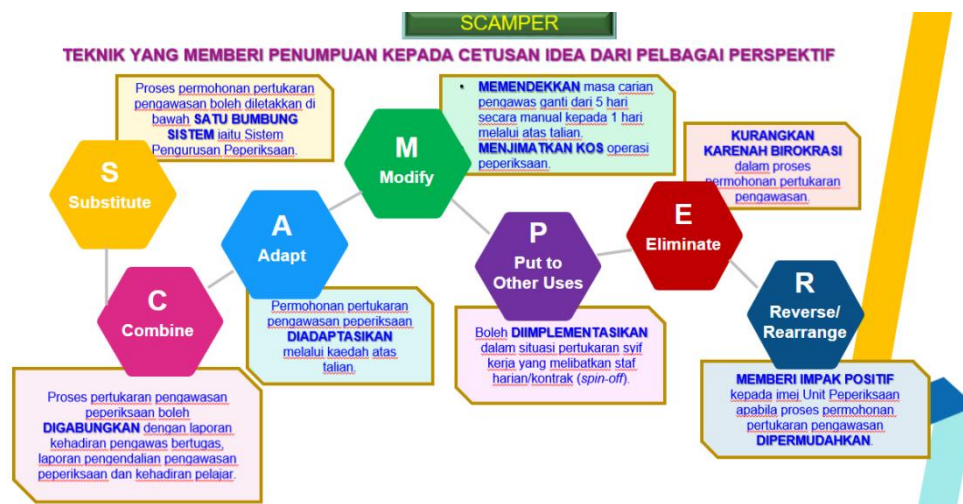 SCAMPER
TEKNIK YANG MEMBERI PENUMPUAN KEPADA CETUSAN IDEA DARI PELBAGAI PERSPEKTIF
S
Substitute
Proses permohonan pertukaran
pengawasan boleh diletakkan di
bawah SATU BUMBUNG
SISTEM iaitu Sistem
Pengurusan Peperiksaan.
C
Combine
Proses pertukaran pengawasan
peperiksaan boleh
DIGABUNGKAN dengan laporan
kehadiran pengawas bertugas,
laporan pengendalian pengawasan
peperiksaan dan kehadiran pelajar.
A
Adapt
Permohonan pertukaran
pengawasan peperiksaan
DIADAPTASIKAN
melalui kaedah atas
talian.
M
Modify
• MEMENDEKKAN masa carian
pengawas ganti dari 5 hari
secara manual kepada 1 hari
melalui atas talian.
MENJIMATKAN KOS operasi
peperiksaan.
P
Put to
Other Uses
Boleh DIIMPLEMENTASIKAN
dalam situasi pertukaran syif
kerja yang melibatkan staf
harian/kontrak (spin-off).
E
Eliminate
KURANGKAN
KARENAH BIROKRASI
dalam proses
permohonan pertukaran
pengawasan.
R
Reverse/
Rearrange
MEMBERI IMPAK POSITIF
kepada imej Unit Peperiksaan
apabila proses permohonan
pertukaran pengawasan
DIPERMUDAHKAN.